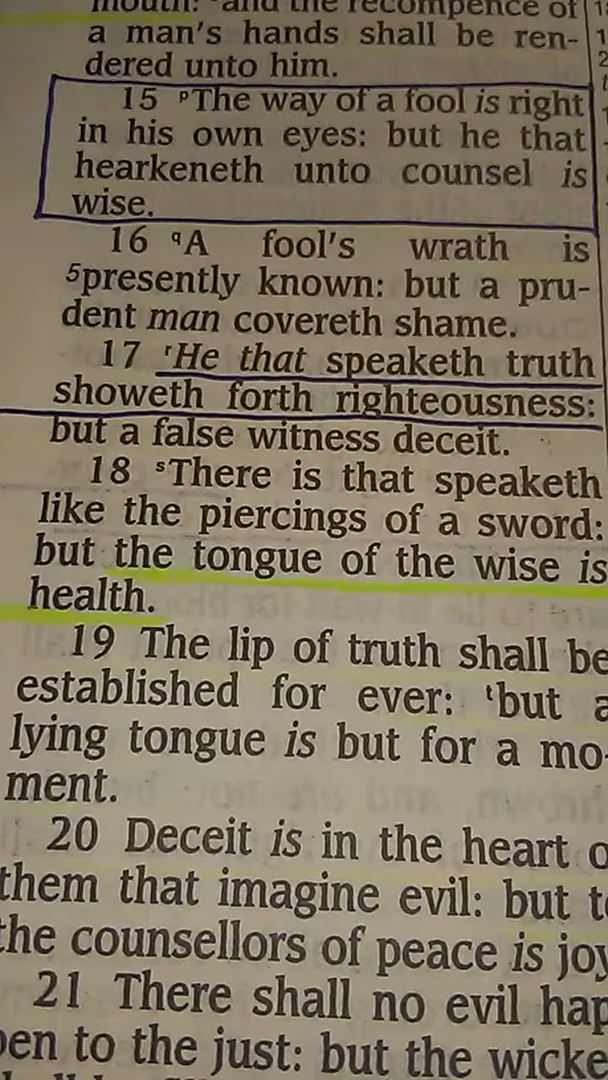 mouth: and the recompence of
a man's hands shall be ren-
dered unto him.
15 ᵖThe way of a fool is right
in his own eyes: but he that
hearkeneth unto counsel is
wise.
16 ᑫA fool's wrath is
⁵presently known: but a pru-
dent man covereth shame.
17 ʳHe that speaketh truth
showeth forth righteousness:
but a false witness deceit.
18 ˢThere is that speaketh
like the piercings of a sword:
but the tongue of the wise is
health.
19 The lip of truth shall be
established for ever: ᵗbut a
lying tongue is but for a mo-
ment.
20 Deceit is in the heart o
them that imagine evil: but to
the counsellors of peace is joy
21 There shall no evil hap
pen to the just: but the wicke